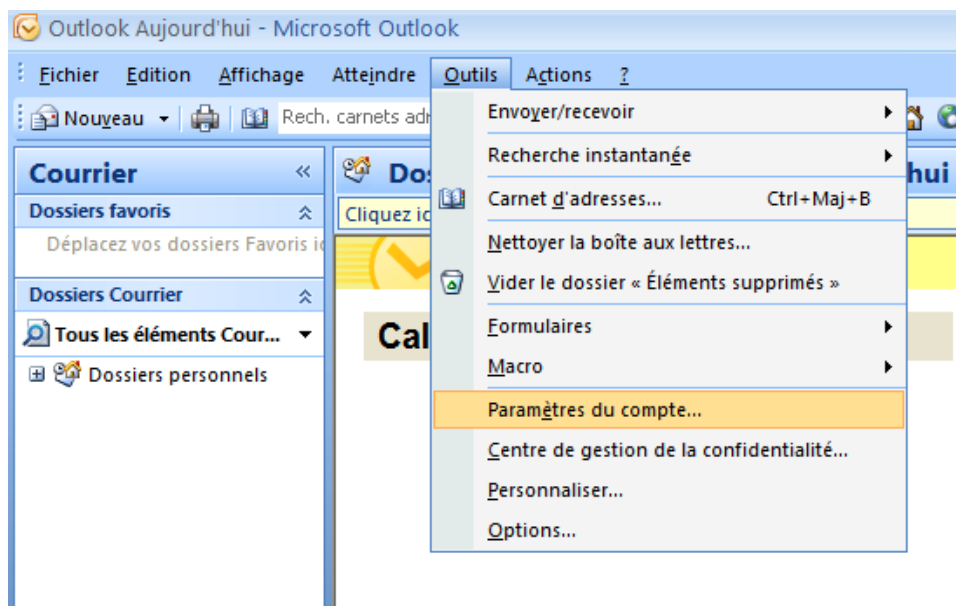 Outlook Aujourd'hui - Microsoft Outlook
Fichier Edition Affichage Atteindre Outils Actions ?
Nouveau Rech. carnets adr
Envoyer/recevoir
Recherche instantanée
Carnet d'adresses... Ctrl+Maj+B
Nettoyer la boîte aux lettres...
Vider le dossier « Éléments supprimés »
Formulaires
Macro
Paramètres du compte...
Centre de gestion de la confidentialité...
Personnaliser...
Options...
Courrier «
Dossiers favoris
Déplacez vos dossiers Favoris ic
Dossiers Courrier
Tous les éléments Cour...
Dossiers personnels
Dos
hui
Cliquez ic
Cal